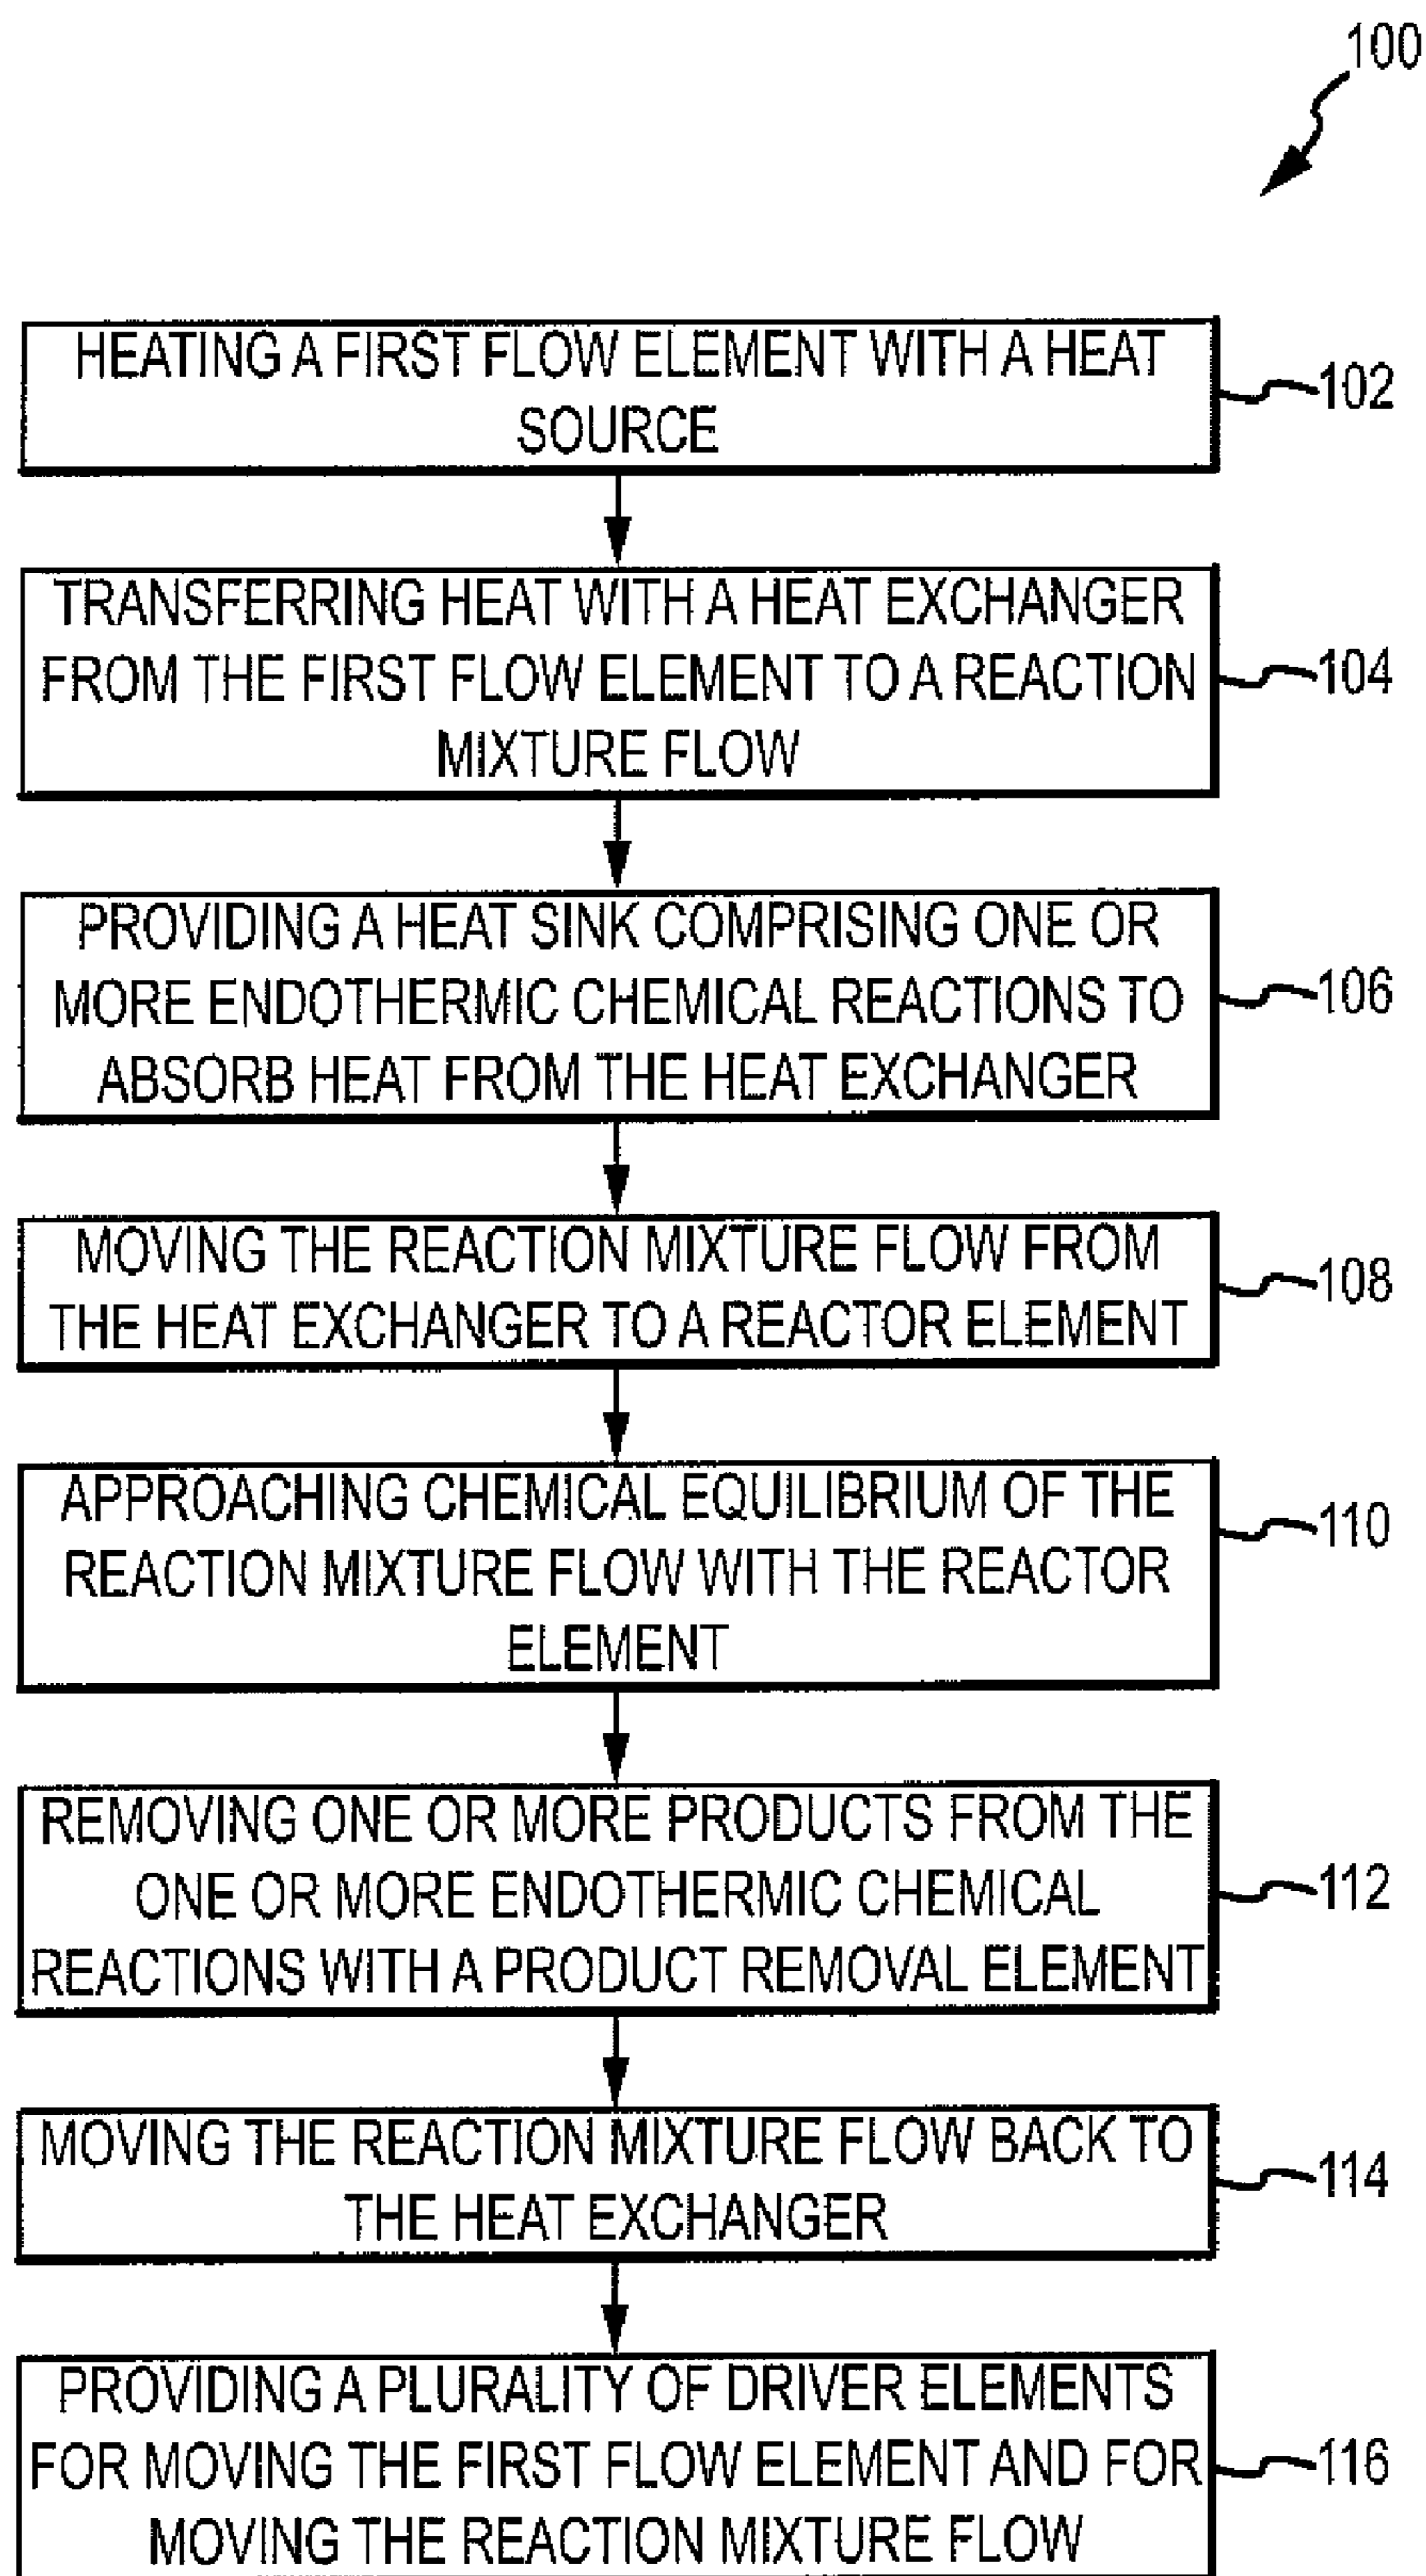 100
HEATING A FIRST FLOW ELEMENT WITH A HEAT
SOURCE
102
TRANSFERRING HEAT WITH A HEAT EXCHANGER
FROM THE FIRST FLOW ELEMENT TO A REACTION
MIXTURE FLOW
104
PROVIDING A HEAT SINK COMPRISING ONE OR
MORE ENDOTHERMIC CHEMICAL REACTIONS TO
ABSORB HEAT FROM THE HEAT EXCHANGER
106
MOVING THE REACTION MIXTURE FLOW FROM
THE HEAT EXCHANGER TO A REACTOR ELEMENT
108
APPROACHING CHEMICAL EQUILIBRIUM OF THE
REACTION MIXTURE FLOW WITH THE REACTOR
ELEMENT
110
REMOVING ONE OR MORE PRODUCTS FROM THE
ONE OR MORE ENDOTHERMIC CHEMICAL
REACTIONS WITH A PRODUCT REMOVAL ELEMENT
112
MOVING THE REACTION MIXTURE FLOW BACK TO
THE HEAT EXCHANGER
114
PROVIDING A PLURALITY OF DRIVER ELEMENTS
FOR MOVING THE FIRST FLOW ELEMENT AND FOR
MOVING THE REACTION MIXTURE FLOW
116